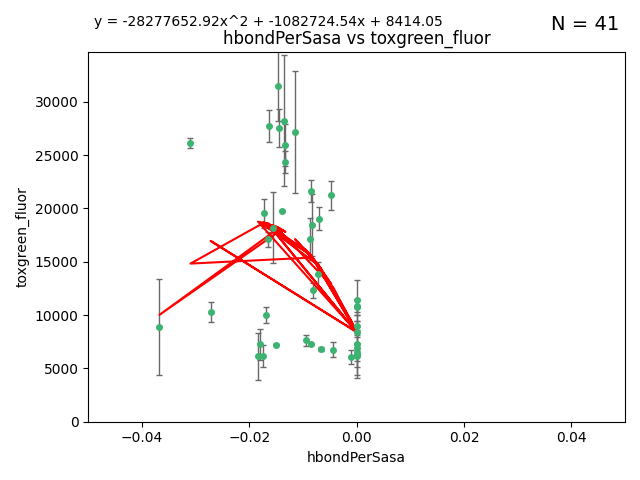 y = -28277652.92x^2 + -1082724.54x + 8414.05
N = 41
hbondPerSasa vs toxgreen_fluor
toxgreen_fluor
30000
25000
20000
15000
10000
5000
0
−0.04
−0.02
0.00
0.02
0.04
hbondPerSasa